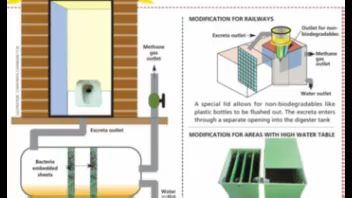 MODIFICATION FOR RAILWAYS
Outlet for non-
biodegradables
Excreta outlet
Methane
gas
outlet
Methane
gas
outlet
Water outlet
A special lid allows for non-biodegradables like
plastic bottles to be flushed out. The excreta enters
through a separate opening into the digester tank
Excreta outlet
MODIFICATION FOR AREAS WITH HIGH WATER TABLE
Bacteria
embedded
sheets
Water